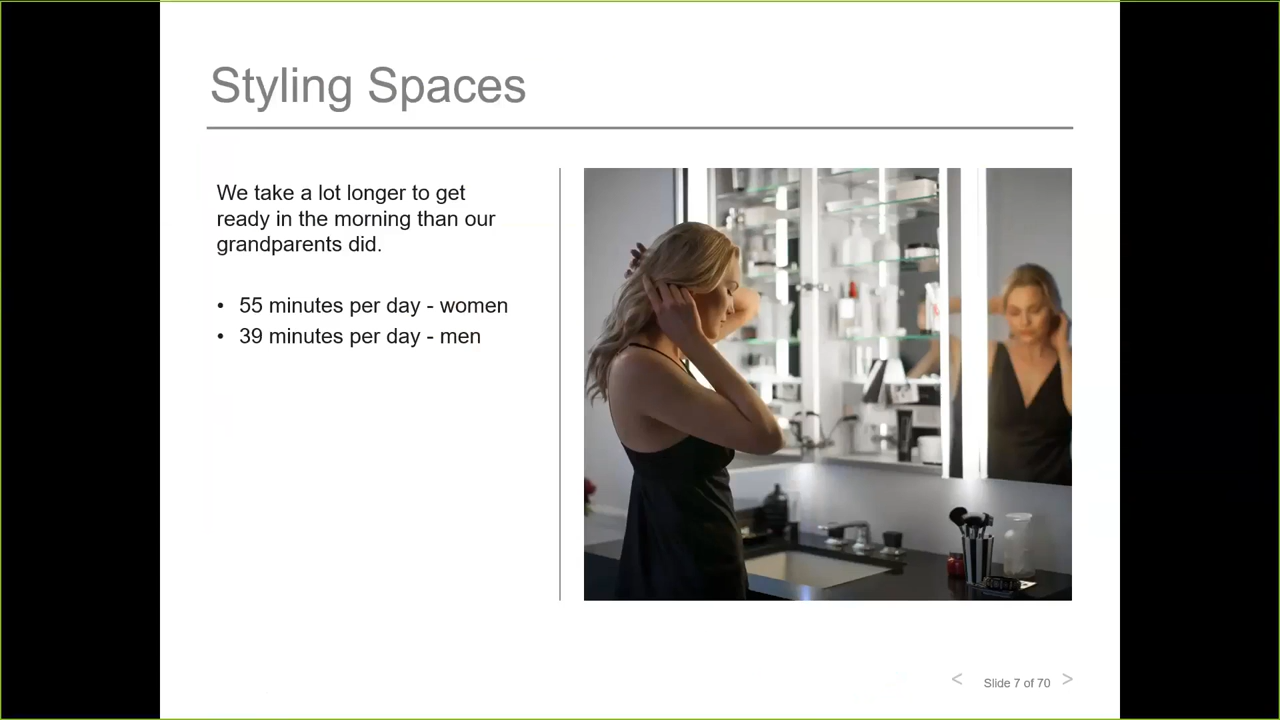 Styling Spaces
We take a lot longer to get
ready in the morning than our
grandparents did.
• 55 minutes per day - women
• 39 minutes per day - men
< Slide 7 of 70 >